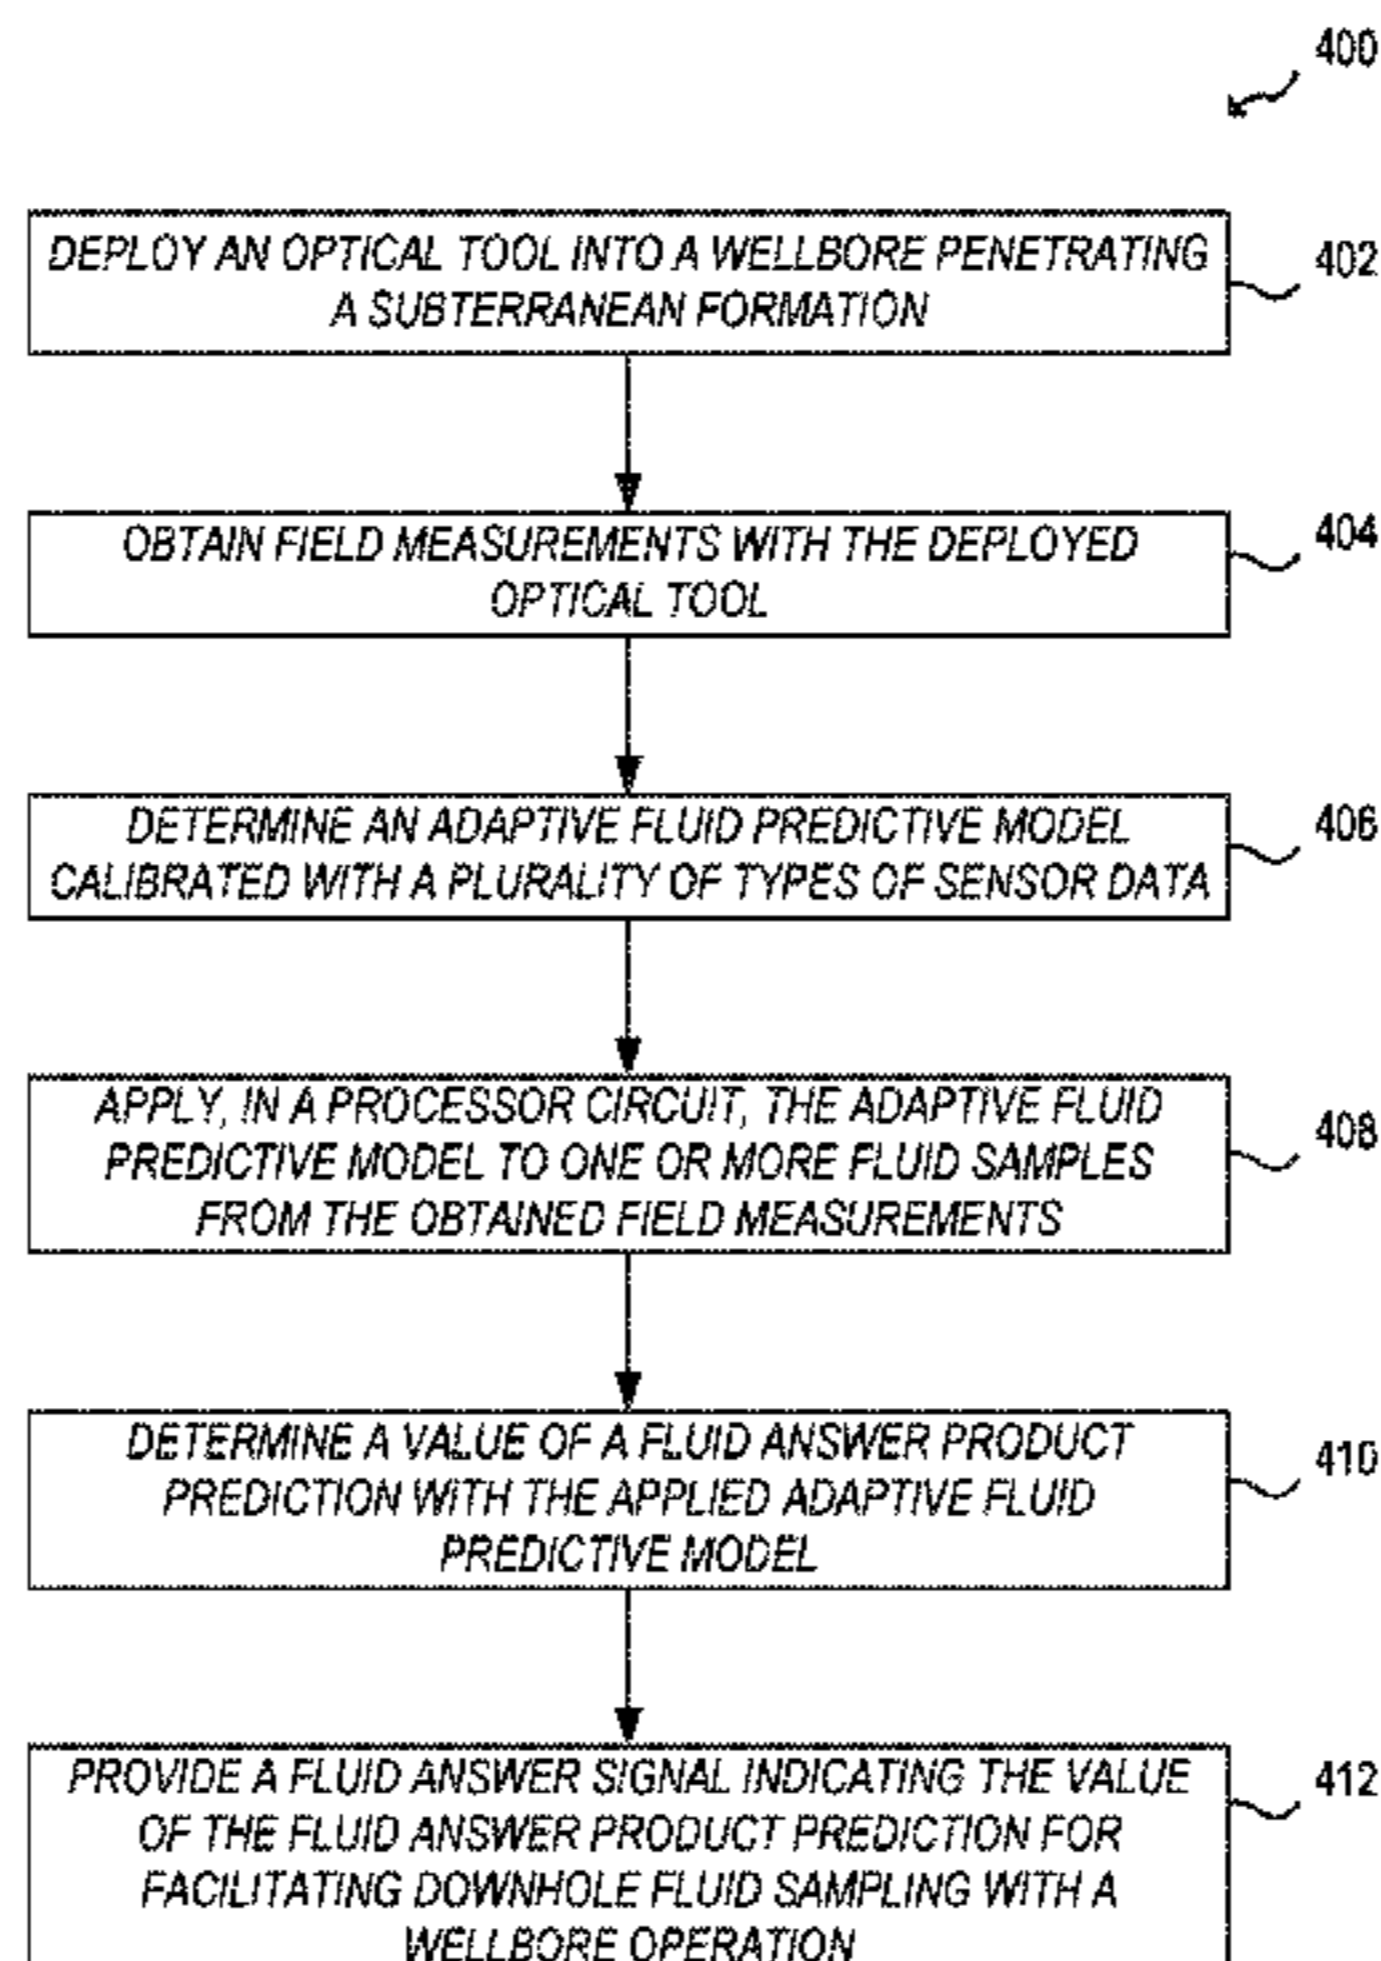 400
DEPLOY AN OPTICAL TOOL INTO A WELLBORE PENETRATING
A SUBTERRANEAN FORMATION
402
OBTAIN FIELD MEASUREMENTS WITH THE DEPLOYED
OPTICAL TOOL
404
DETERMINE AN ADAPTIVE FLUID PREDICTIVE MODEL
CALIBRATED WITH A PLURALITY OF TYPES OF SENSOR DATA
406
APPLY, IN A PROCESSOR CIRCUIT, THE ADAPTIVE FLUID
PREDICTIVE MODEL TO ONE OR MORE FLUID SAMPLES
FROM THE OBTAINED FIELD MEASUREMENTS
408
DETERMINE A VALUE OF A FLUID ANSWER PRODUCT
PREDICTION WITH THE APPLIED ADAPTIVE FLUID
PREDICTIVE MODEL
410
PROVIDE A FLUID ANSWER SIGNAL INDICATING THE VALUE
OF THE FLUID ANSWER PRODUCT PREDICTION FOR
FACILITATING DOWNHOLE FLUID SAMPLING WITH A
WELLBORE OPERATION
412